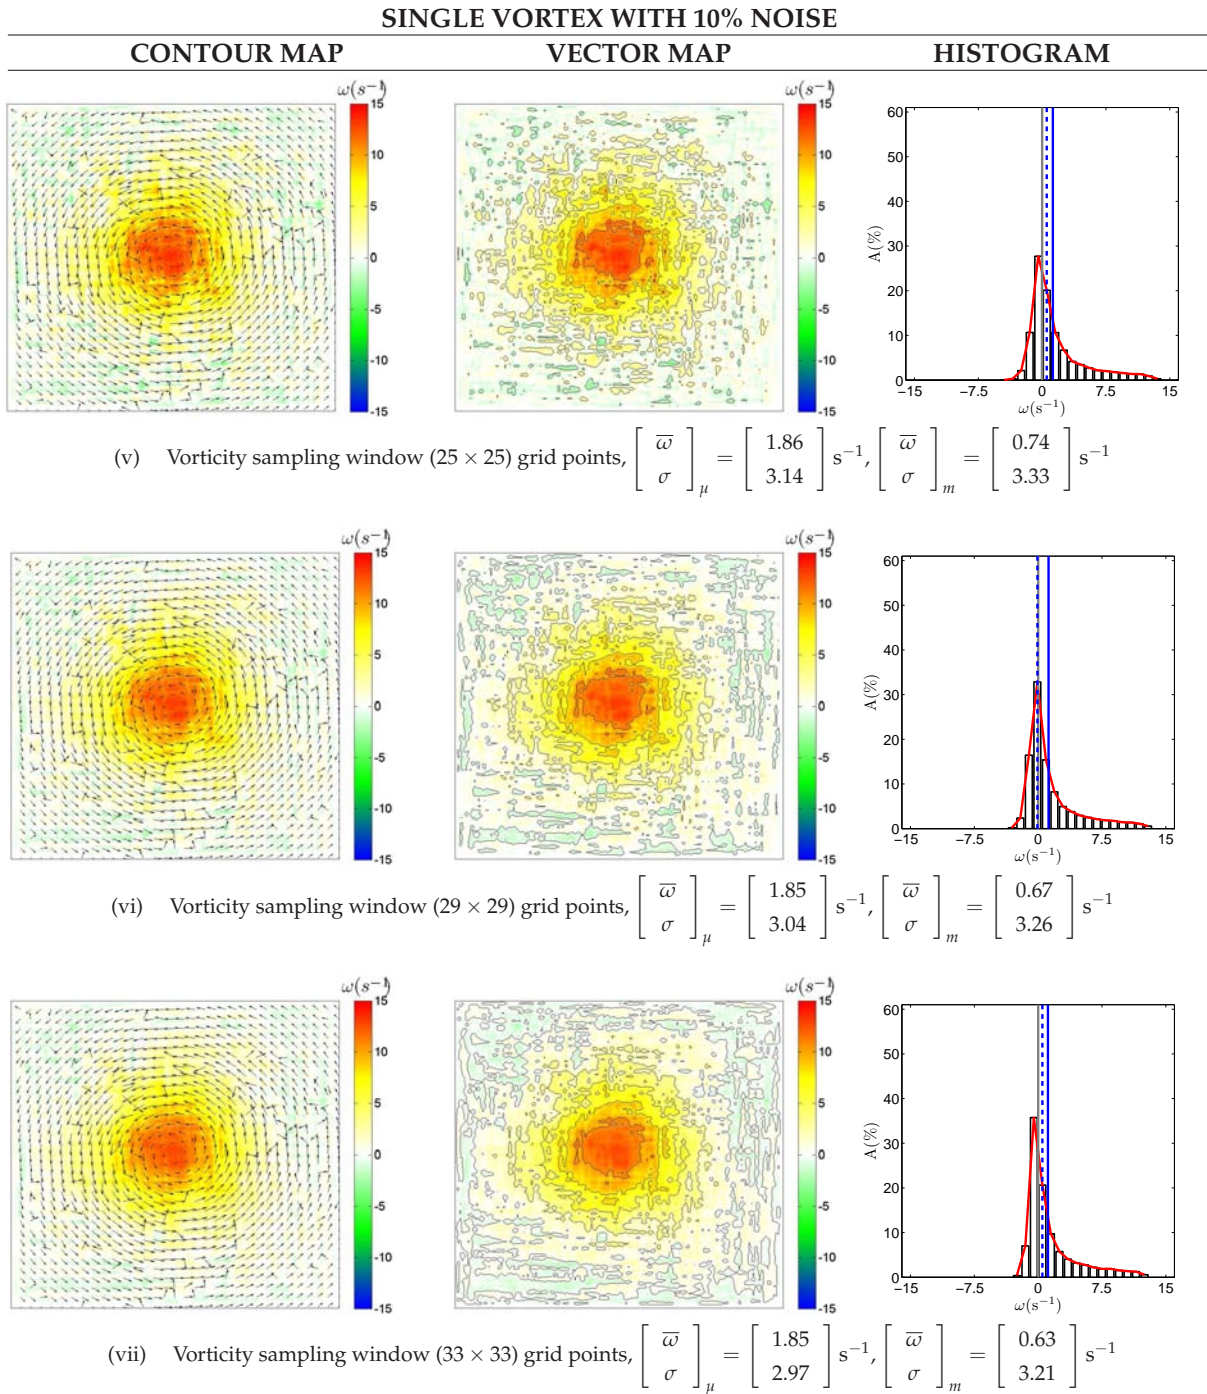 SINGLE VORTEX WITH 10% NOISE
CONTOUR MAP VECTOR MAP HISTOGRAM
ω(s⁻¹) ω(s⁻¹)
15 15
10 10
5 5
0 0
-5 -5
-10 -10
-15 -15
60
50
40
30
20
10
0
A(%)
−15 −7.5 0 7.5 15
ω(s⁻¹)
(v) Vorticity sampling window (25 × 25) grid points, [ ω̅ σ ]μ = [ 1.86 3.14 ] s⁻¹, [ ω̅ σ ]m = [ 0.74 3.33 ] s⁻¹
ω(s⁻¹) ω(s⁻¹)
15 15
10 10
5 5
0 0
-5 -5
-10 -10
-15 -15
60
50
40
30
20
10
0
A(%)
−15 −7.5 0 7.5 15
ω(s⁻¹)
(vi) Vorticity sampling window (29 × 29) grid points, [ ω̅ σ ]μ = [ 1.85 3.04 ] s⁻¹, [ ω̅ σ ]m = [ 0.67 3.26 ] s⁻¹
ω(s⁻¹) ω(s⁻¹)
15 15
10 10
5 5
0 0
-5 -5
-10 -10
-15 -15
60
50
40
30
20
10
0
A(%)
−15 −7.5 0 7.5 15
ω(s⁻¹)
(vii) Vorticity sampling window (33 × 33) grid points, [ ω̅ σ ]μ = [ 1.85 2.97 ] s⁻¹, [ ω̅ σ ]m = [ 0.63 3.21 ] s⁻¹